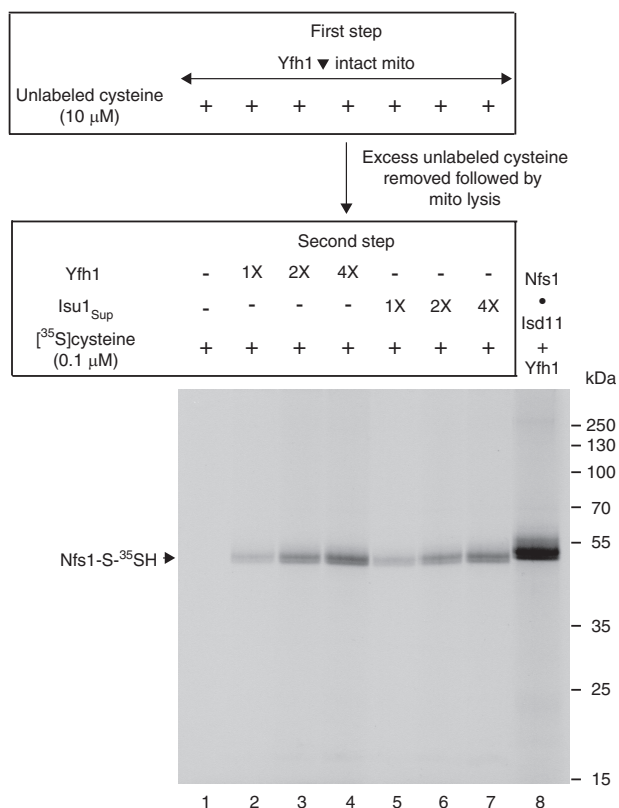 First step
Yfh1 ▼ intact mito
Unlabeled cysteine
(10 μM)
+ + + + + + +
Excess unlabeled cysteine
removed followed by
mito lysis
Second step
Yfh1 - 1X 2X 4X - - -
Isu1Sup - - - - 1X 2X 4X
[35S]cysteine
(0.1 μM)
+ + + + + + +
Nfs1
•
Isd11
+
Yfh1
kDa
250
130
100
70
55
Nfs1-S-35SH
35
25
15
1 2 3 4 5 6 7 8